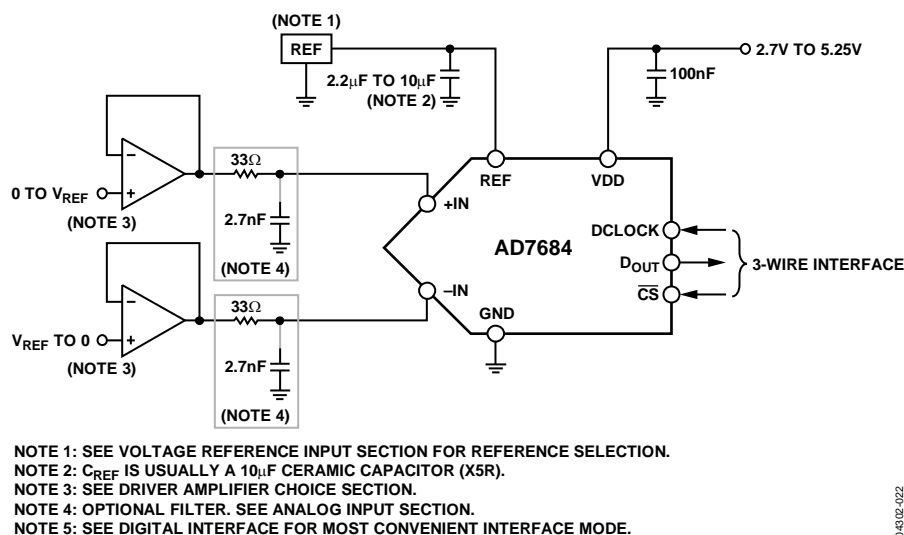 (NOTE 1)
REF
2.2μF TO 10μF
(NOTE 2)
100nF
2.7V TO 5.25V
33Ω
−
+
0 TO VREF
(NOTE 3)
2.7nF
(NOTE 4)
REF
VDD
+IN
DCLOCK
AD7684
DOUT
3-WIRE INTERFACE
CS
−IN
GND
33Ω
−
+
VREF TO 0
(NOTE 3)
2.7nF
(NOTE 4)
NOTE 1: SEE VOLTAGE REFERENCE INPUT SECTION FOR REFERENCE SELECTION.
NOTE 2: CREF IS USUALLY A 10μF CERAMIC CAPACITOR (X5R).
NOTE 3: SEE DRIVER AMPLIFIER CHOICE SECTION.
NOTE 4: OPTIONAL FILTER. SEE ANALOG INPUT SECTION.
NOTE 5: SEE DIGITAL INTERFACE FOR MOST CONVENIENT INTERFACE MODE.
04302-022